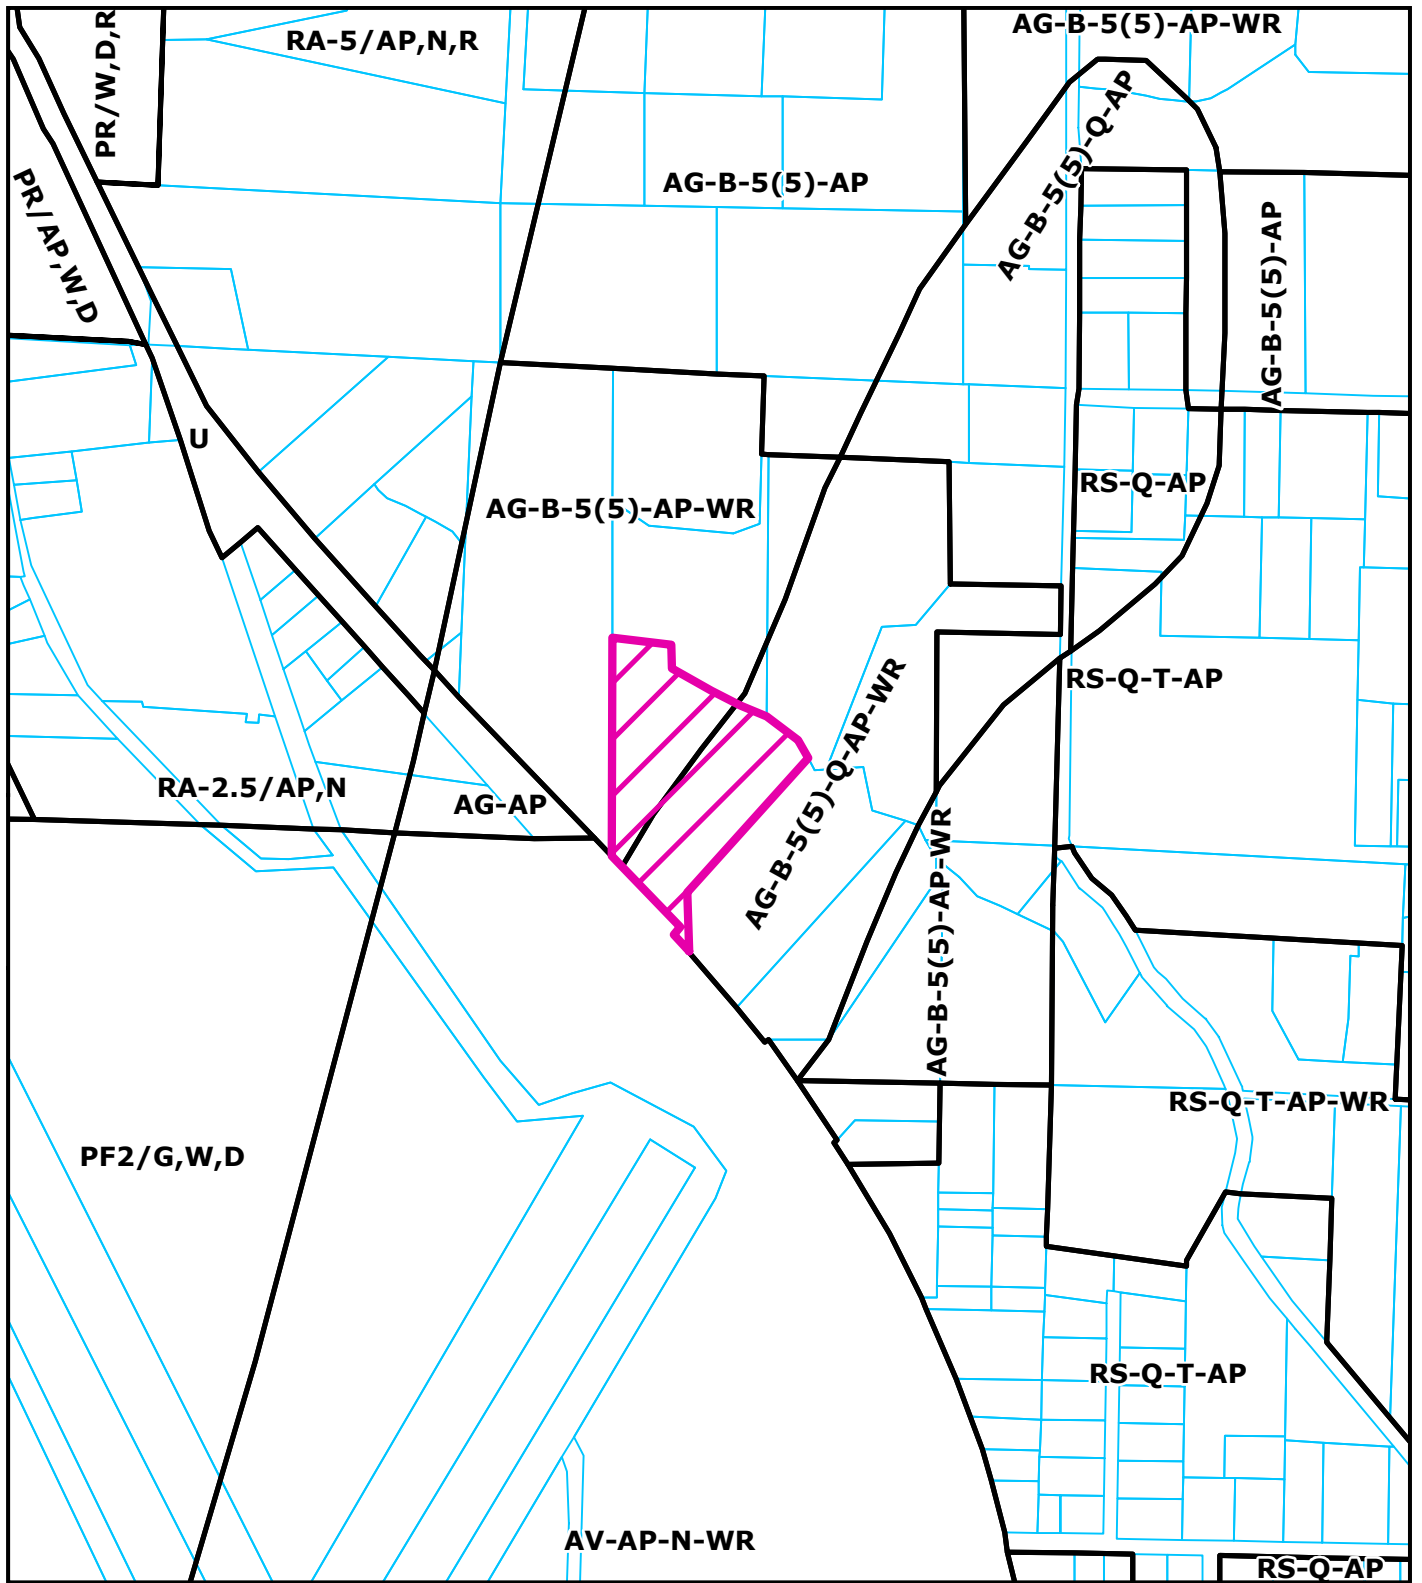 AG-B-5(5)-AP-WR
RA-5/AP,N,R
PR/W,D,R
AG-B-5(5)-Q-AP
AG-B-5(5)-AP
PR/AP,W,D
AG-B-5(5)-AP
U
RS-Q-AP
AG-B-5(5)-AP-WR
RS-Q-T-AP
AG-B-5(5)-Q-AP-WR
RA-2.5/AP,N
AG-AP
AG-B-5(5)-AP-WR
RS-Q-T-AP-WR
PF2/G,W,D
RS-Q-T-AP
AV-AP-N-WR
RS-Q-AP